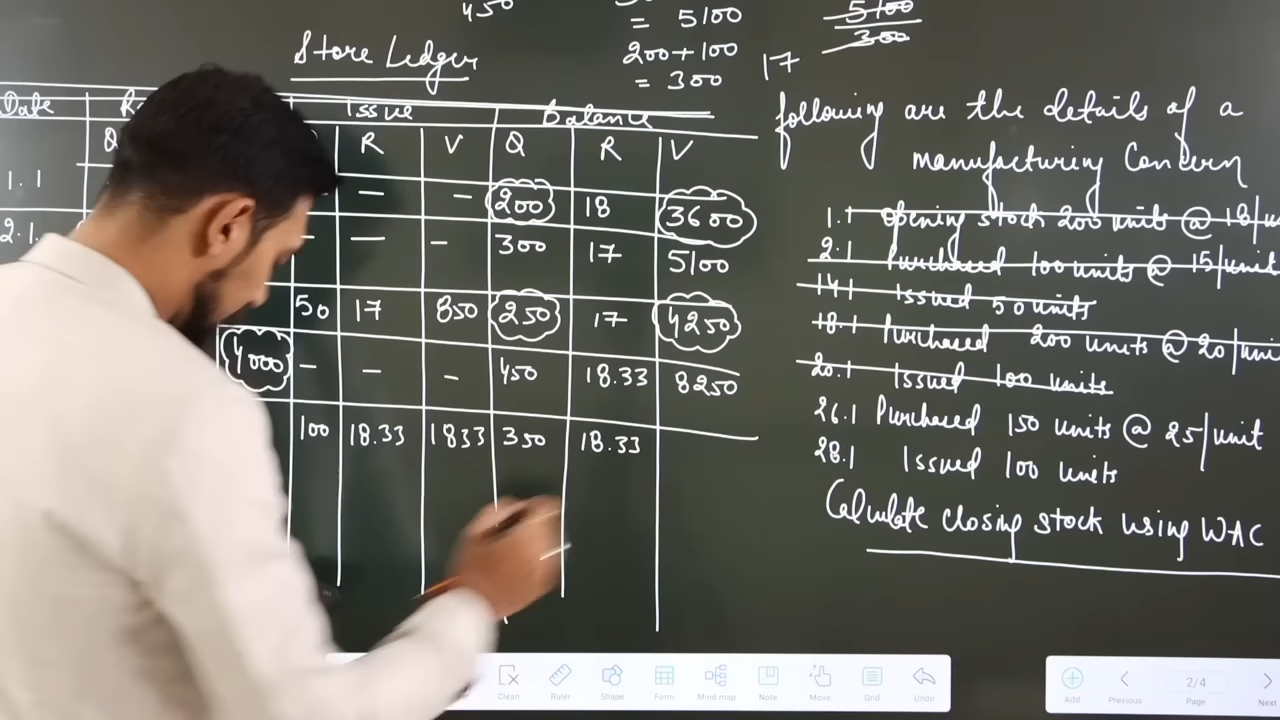 450
= 5100
200+100
= 300
5100
300
17
Store Ledger
Date R Issue Balance
Q R V Q R V
1.1 — — 200 18 3600
2.1. — — – 300 17 5100
50 17 850 250 17 4250
4000 – – – 450 18.33 8250
100 18.33 1833 350 18.33
following are the details of a
manufacturing Concern
1.1 opening stock 200 units @ 18/u
2.1 Purchased 100 units @ 15/unit
14.1 Issued 50 units
18.1 Purchased 200 units @ 20/uni
20.1 Issued 100 units
26.1 Purchased 150 units @ 25/unit
28.1 Issued 100 units
Calculate closing stock using WAC
Clean Ruler Shape Form Mind map Note Move Grid Undo
Add Previous 2/4 Page Next